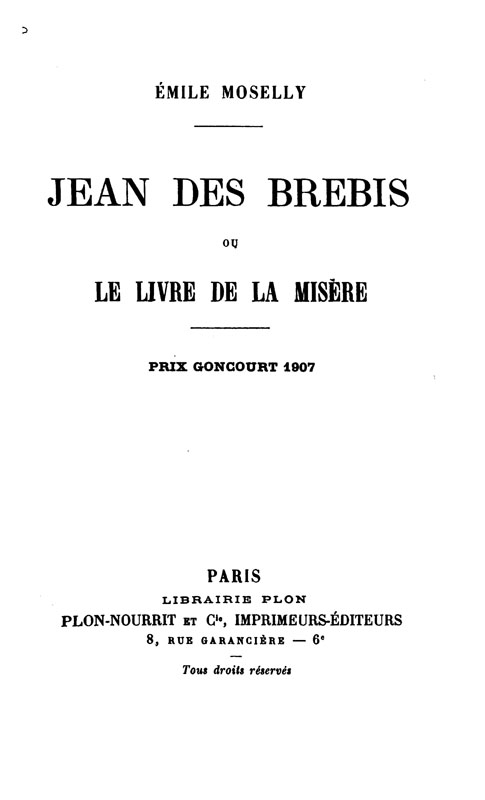 ÉMILE MOSELLY
JEAN DES BREBIS
OU
LE LIVRE DE LA MISÈRE
PRIX GONCOURT 1907
PARIS
LIBRAIRIE PLON
PLON-NOURRIT ET Cie, IMPRIMEURS-ÉDITEURS
8, RUE GARANCIÈRE — 6e
Tous droits réservés